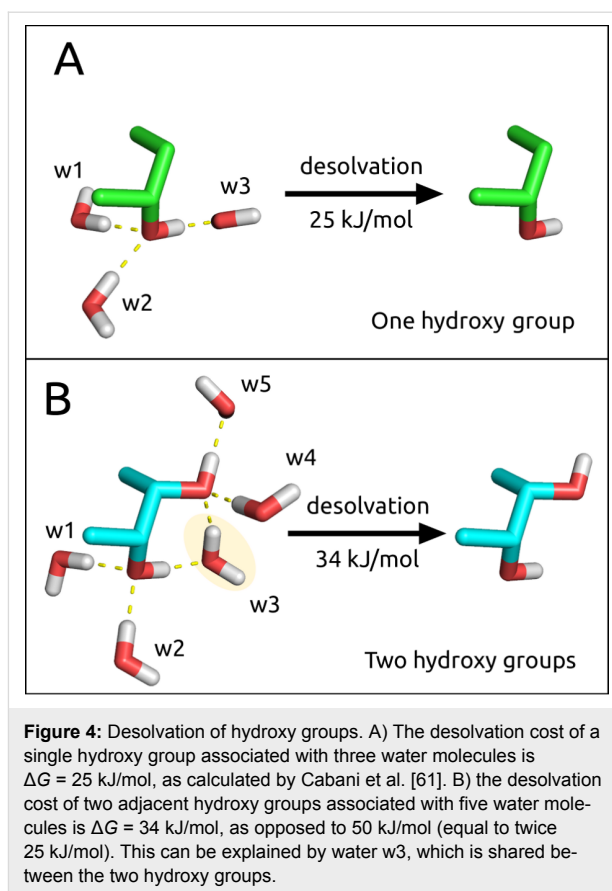 A
w1
w3
desolvation
25 kJ/mol
w2
One hydroxy group
B
w5
w4
w1
desolvation
34 kJ/mol
w3
w2
Two hydroxy groups
Figure 4: Desolvation of hydroxy groups. A) The desolvation cost of a
single hydroxy group associated with three water molecules is
ΔG = 25 kJ/mol, as calculated by Cabani et al. [61]. B) the desolvation
cost of two adjacent hydroxy groups associated with five water mole-
cules is ΔG = 34 kJ/mol, as opposed to 50 kJ/mol (equal to twice
25 kJ/mol). This can be explained by water w3, which is shared be-
tween the two hydroxy groups.